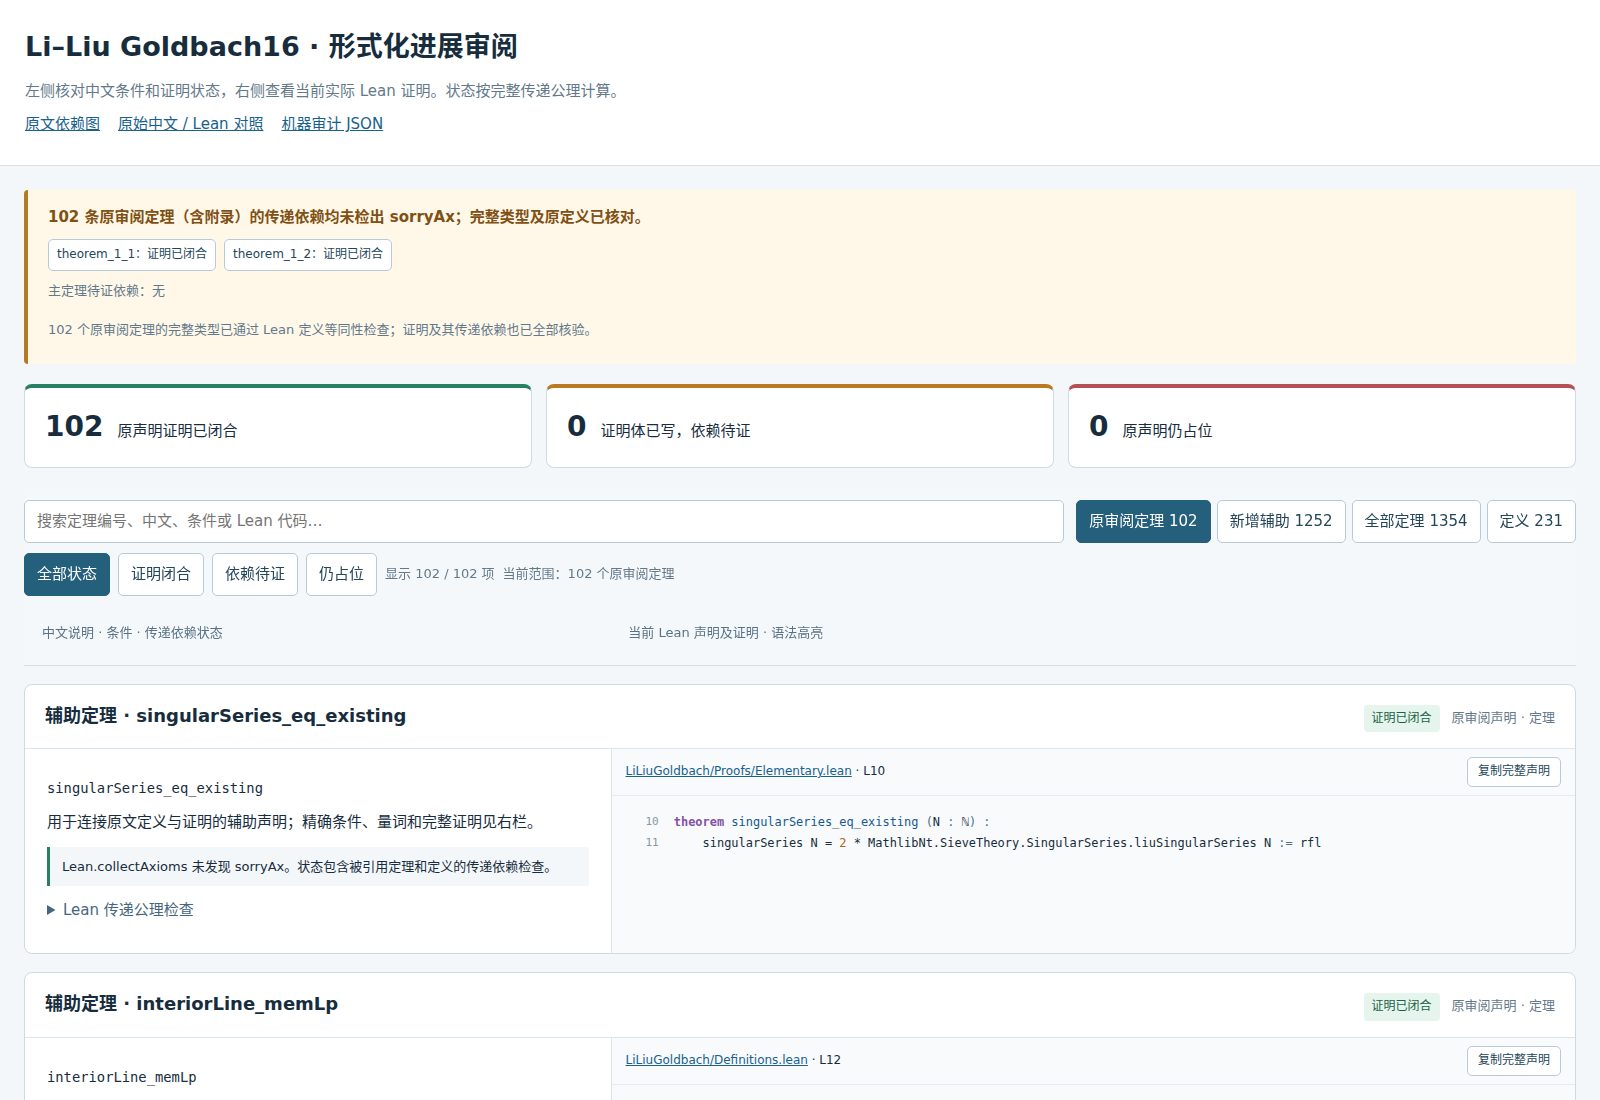 Li–Liu Goldbach16 · 形式化进展审阅
左侧核对中文条件和证明状态，右侧查看当前实际 Lean 证明。状态按完整传递公理计算。
原文依赖图 原始中文 / Lean 对照 机器审计 JSON
102 条原审阅定理（含附录）的传递依赖均未检出 sorryAx；完整类型及原定义已核对。
theorem_1_1：证明已闭合 theorem_1_2：证明已闭合
主定理待证依赖：无
102 个原审阅定理的完整类型已通过 Lean 定义等同性检查；证明及其传递依赖也已全部核验。
102 原声明证明已闭合
0 证明体已写，依赖待证
0 原声明仍占位
搜索定理编号、中文、条件或 Lean 代码…
原审阅定理 102 新增辅助 1252 全部定理 1354 定义 231
全部状态 证明闭合 依赖待证 仍占位 显示 102 / 102 项 当前范围：102 个原审阅定理
中文说明 · 条件 · 传递依赖状态
当前 Lean 声明及证明 · 语法高亮
辅助定理 · singularSeries_eq_existing
证明已闭合 原审阅声明 · 定理
singularSeries_eq_existing
用于连接原文定义与证明的辅助声明；精确条件、量词和完整证明见右栏。
Lean.collectAxioms 未发现 sorryAx。状态包含被引用定理和定义的传递依赖检查。
▶ Lean 传递公理检查
LiLiuGoldbach/Proofs/Elementary.lean · L10
复制完整声明
10 theorem singularSeries_eq_existing (N : ℕ) :
11 singularSeries N = 2 * MathlibNt.SieveTheory.SingularSeries.liuSingularSeries N := rfl
辅助定理 · interiorLine_memLp
证明已闭合 原审阅声明 · 定理
interiorLine_memLp
LiLiuGoldbach/Definitions.lean · L12
复制完整声明